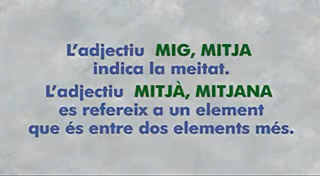 L'adjectiu MIG, MITJA
indica la meitat.
L'adjectiu MITJÀ, MITJANA
es refereix a un element
que és entre dos elements més.